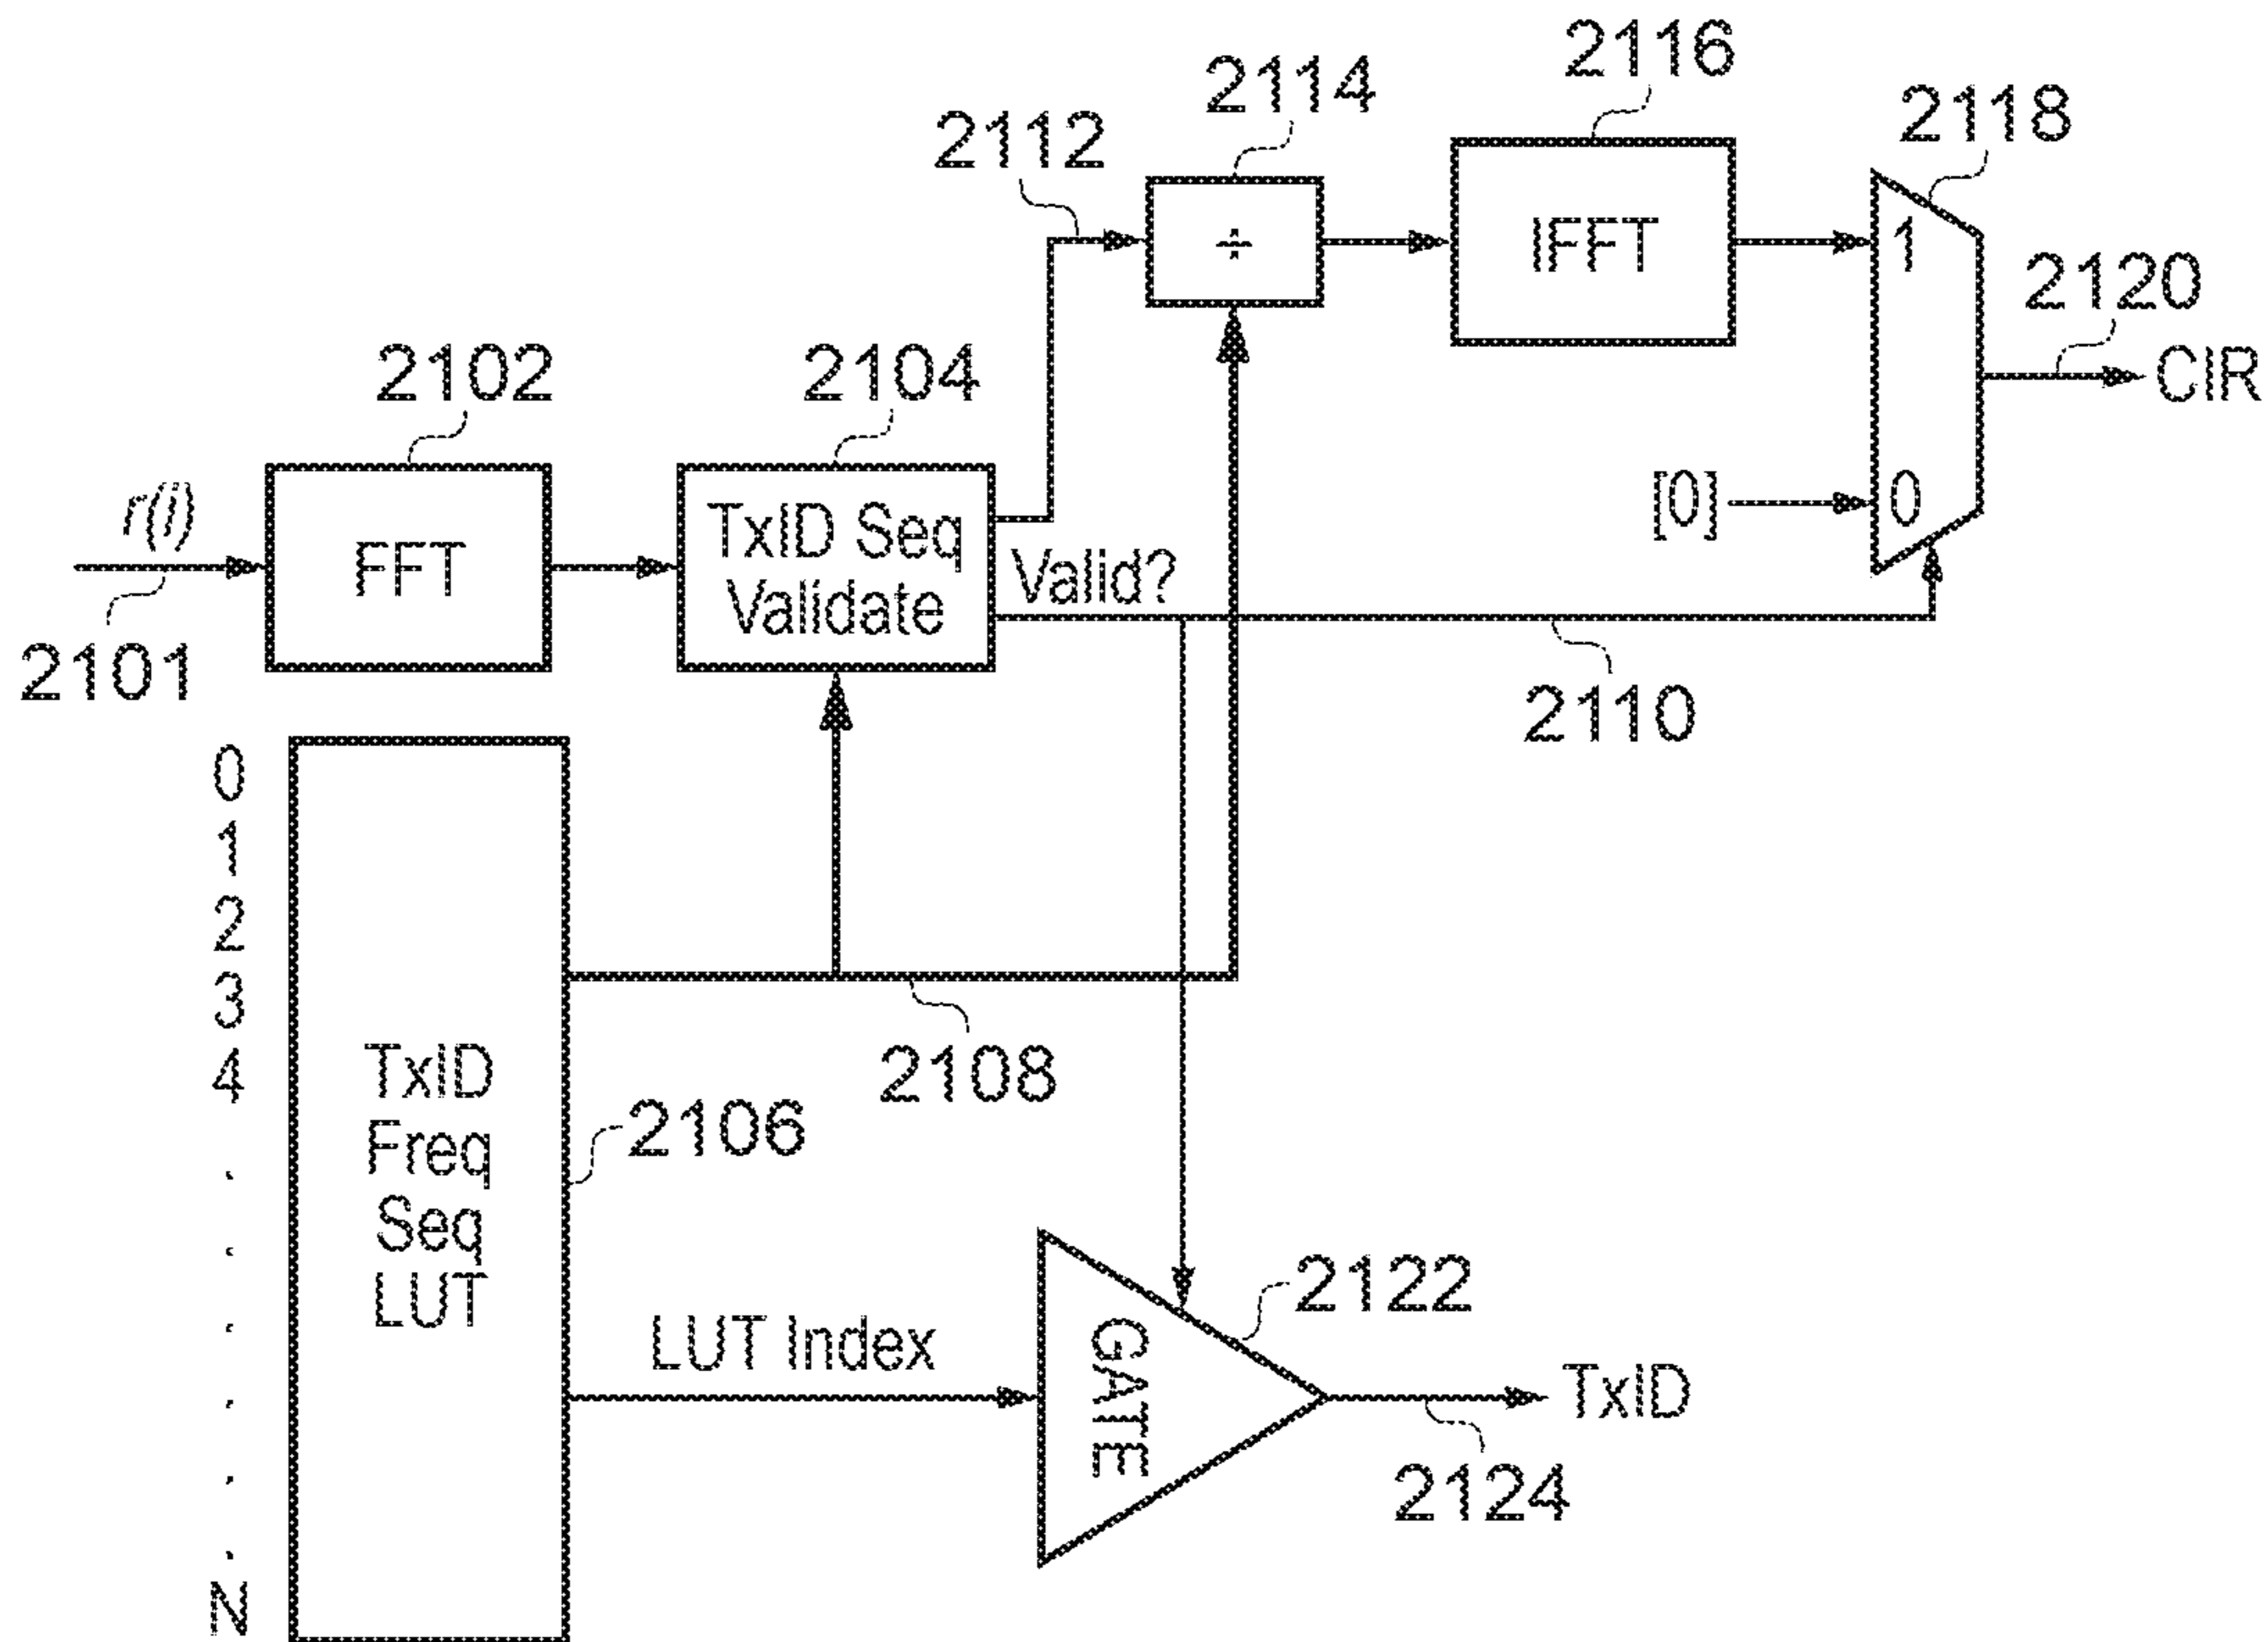 2116
2114
2118
2112
÷
IFFT
1
2120
CIR
2102
2104
r(i)
FFT
TxID Seq
Validate
Valid?
[0]
0
2101
2110
0
1
2
3
4
.
.
.
.
.
.
N
TxID
Freq
Seq
LUT
2108
2106
2122
LUT Index
GATE
TxID
2124